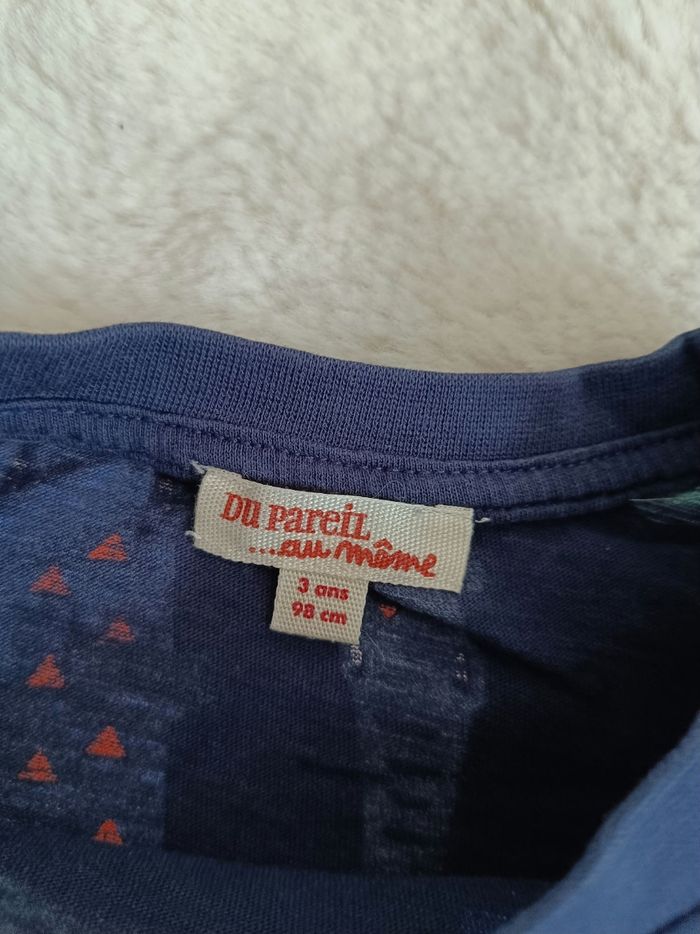 DU PareIL
...au même
3 ans
98 cm